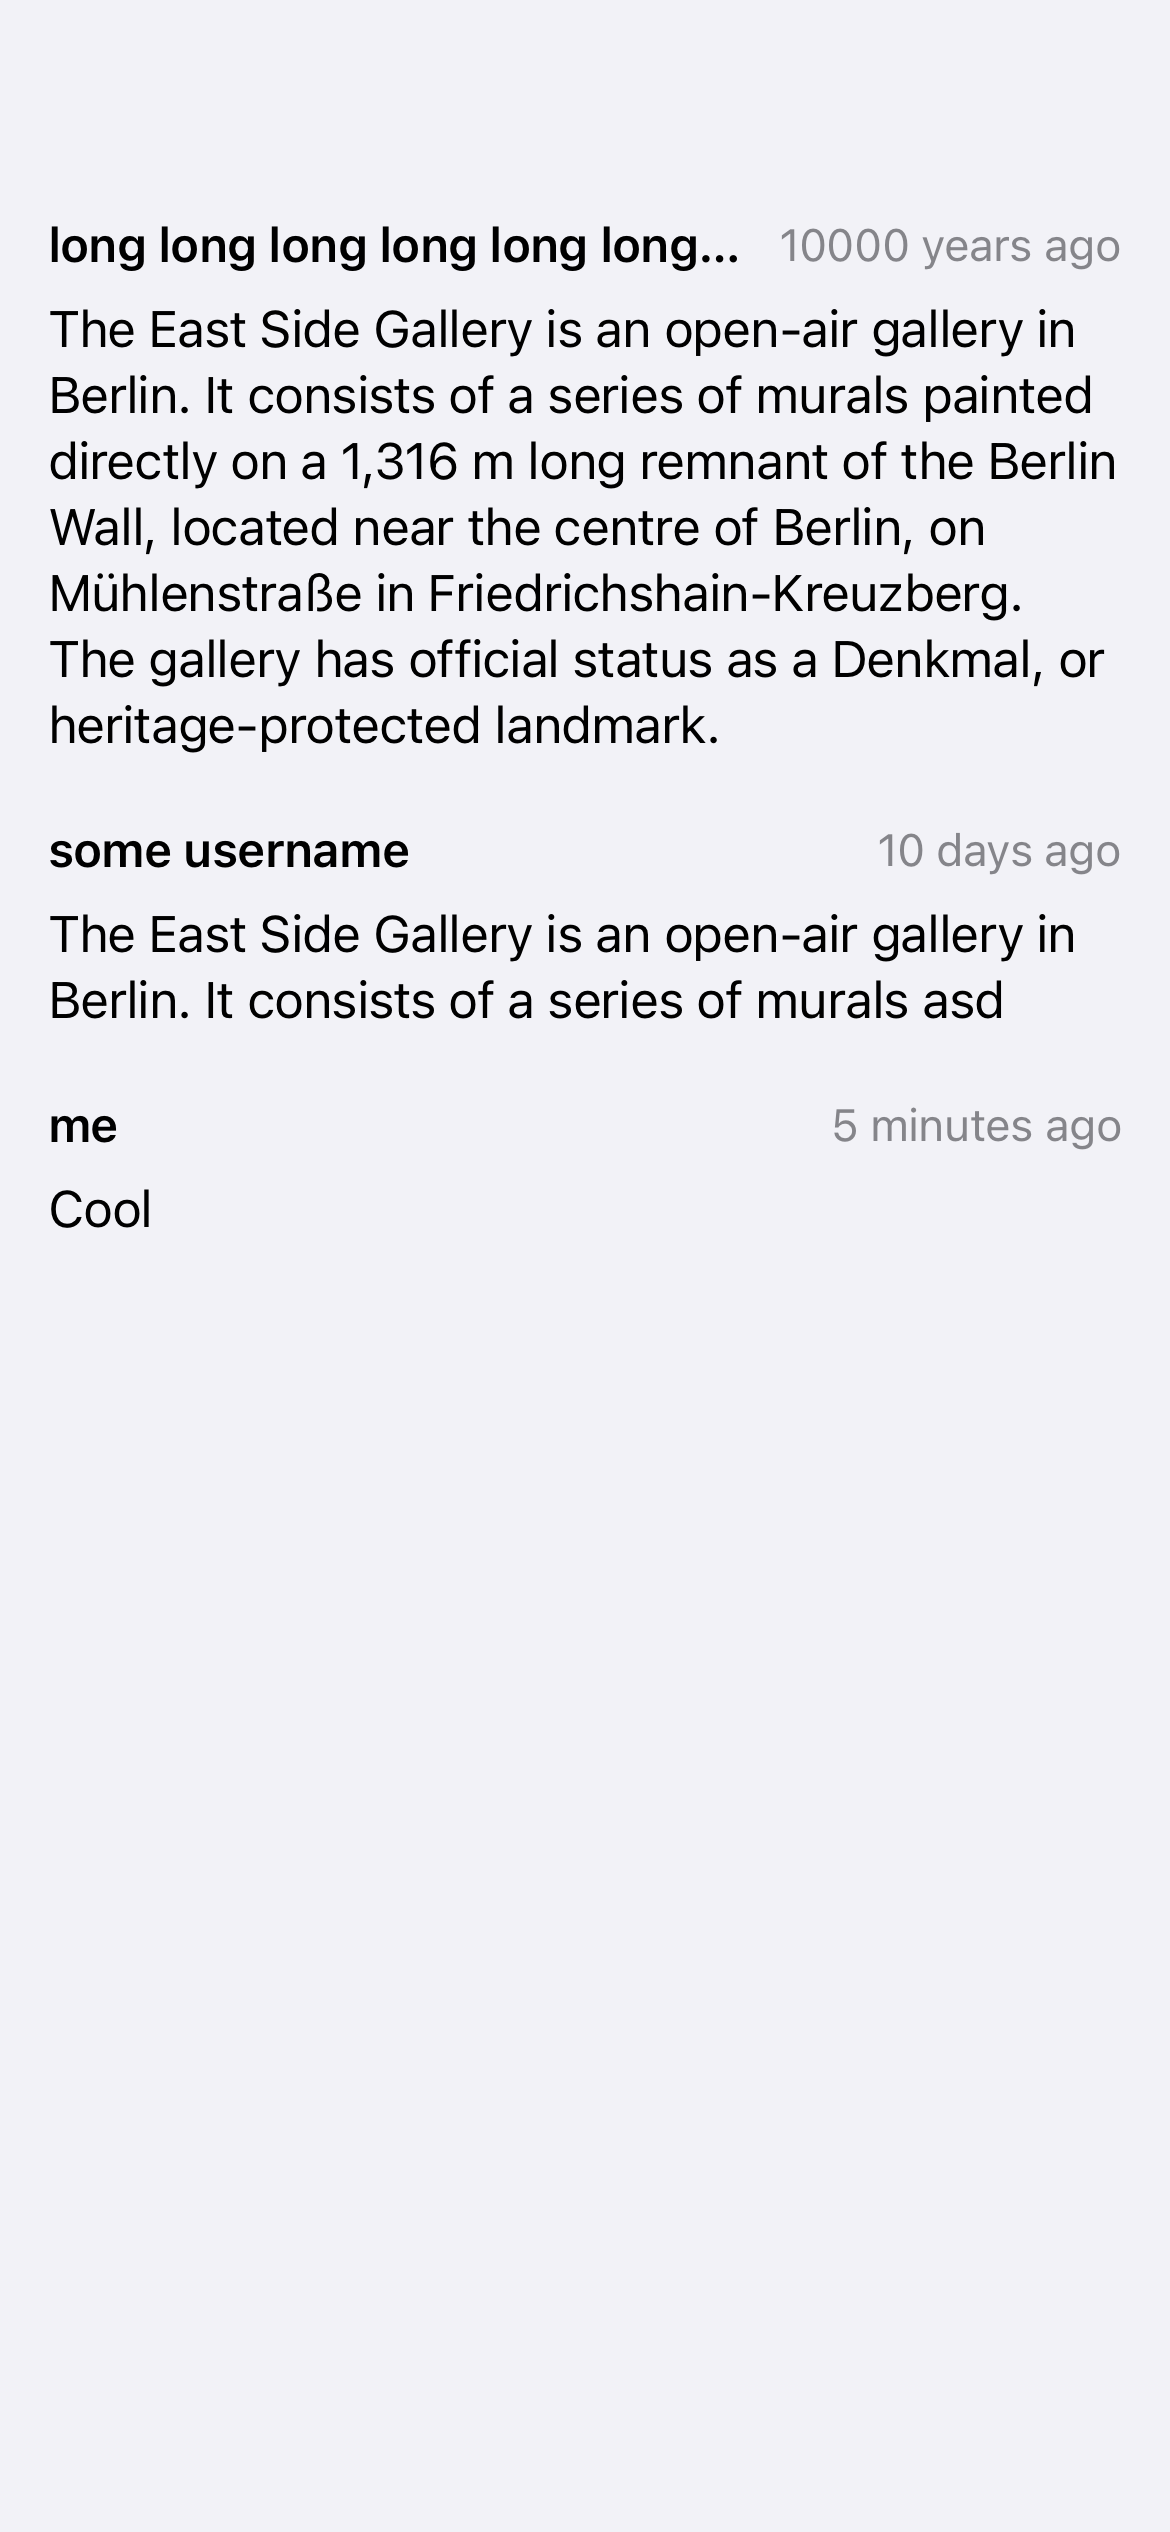 long long long long long long... 10000 years ago
The East Side Gallery is an open-air gallery in
Berlin. It consists of a series of murals painted
directly on a 1,316 m long remnant of the Berlin
Wall, located near the centre of Berlin, on
Mühlenstraße in Friedrichshain-Kreuzberg.
The gallery has official status as a Denkmal, or
heritage-protected landmark.
some username 10 days ago
The East Side Gallery is an open-air gallery in
Berlin. It consists of a series of murals asd
me 5 minutes ago
Cool